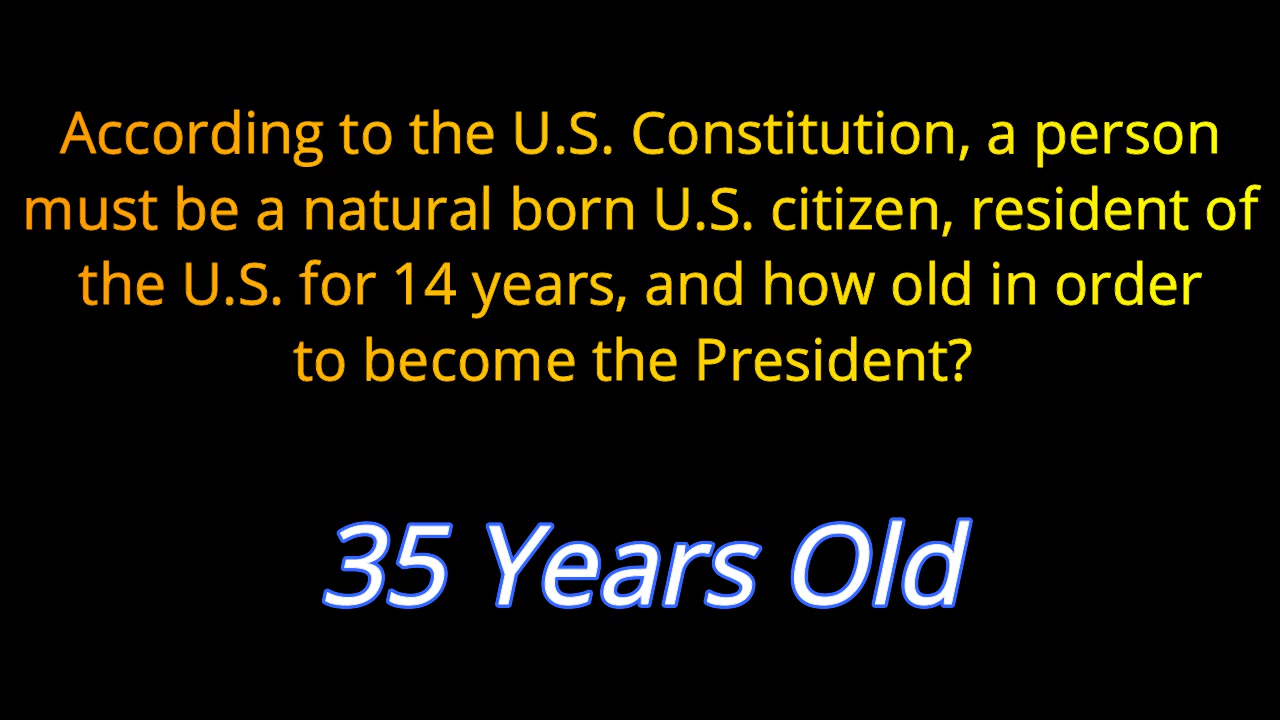 According to the U.S. Constitution, a person
must be a natural born U.S. citizen, resident of
the U.S. for 14 years, and how old in order
to become the President?
35 Years Old